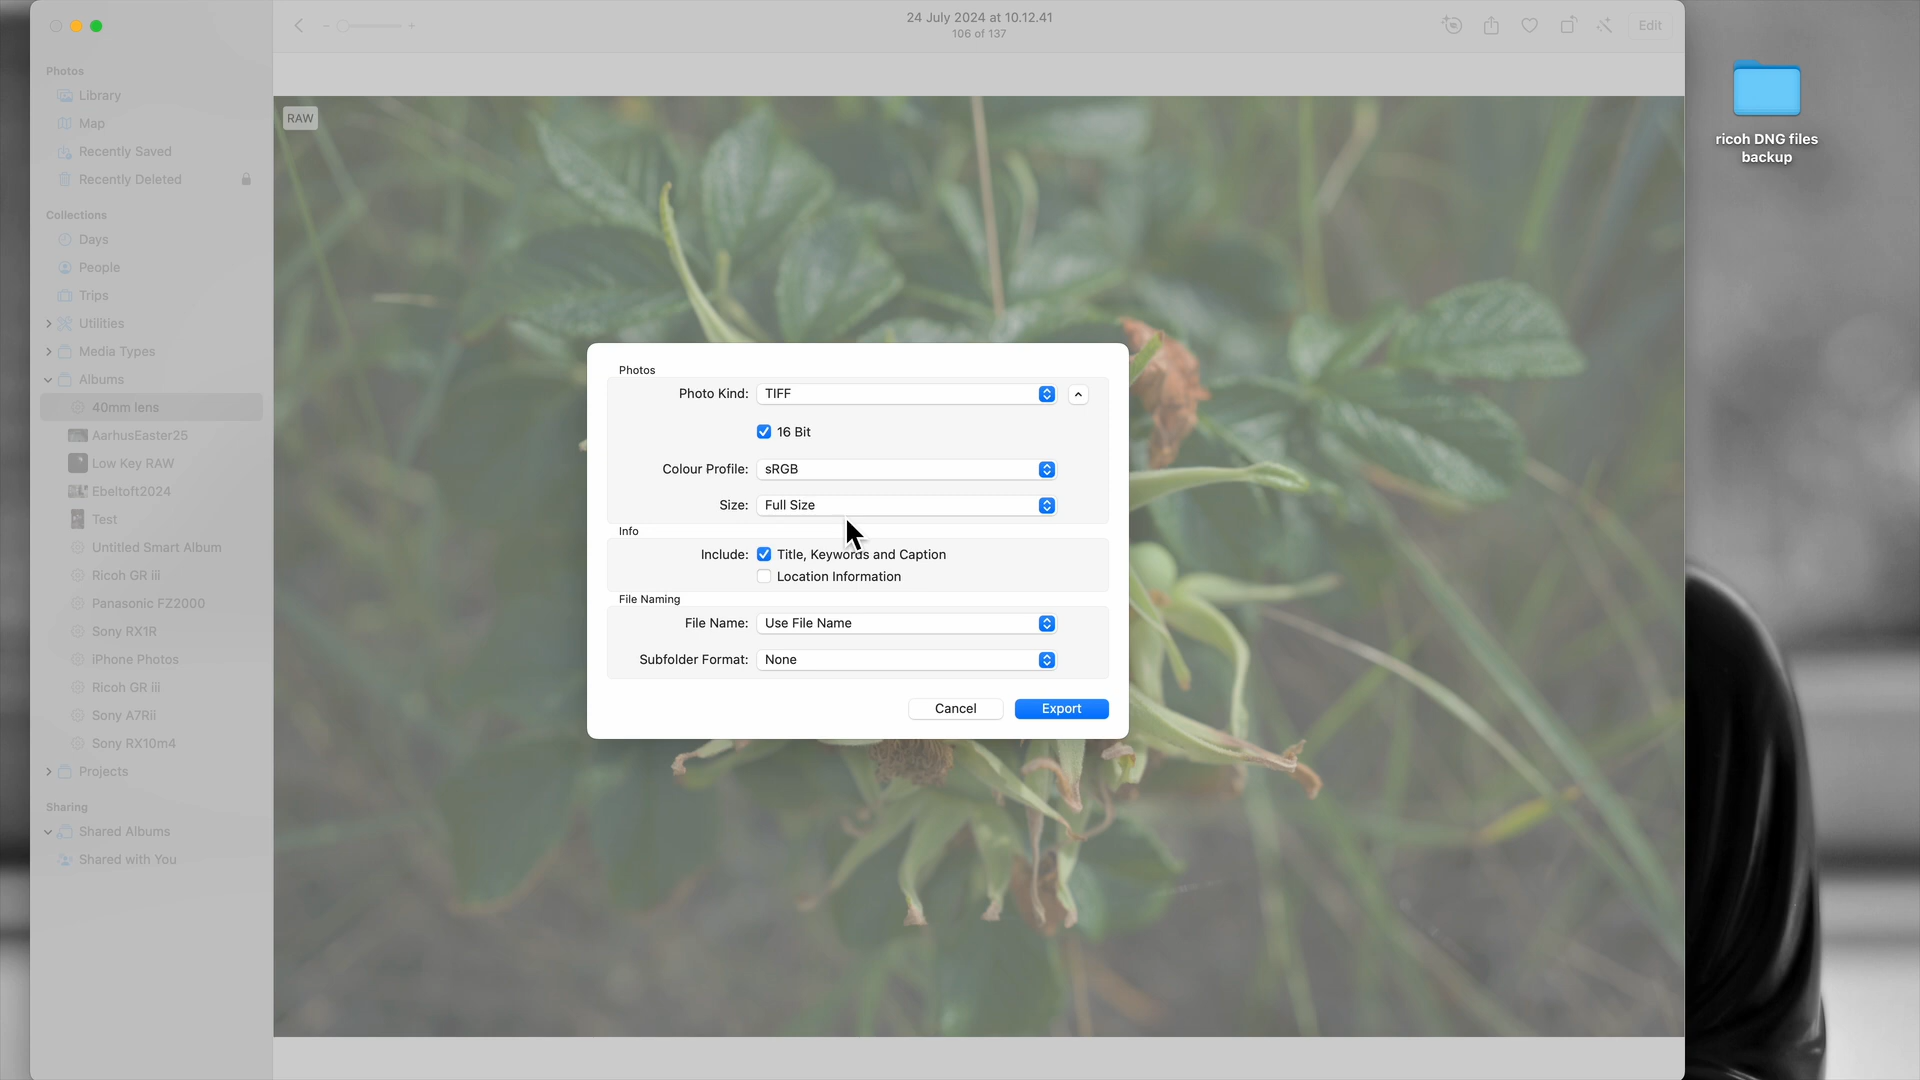 24 July 2024 at 10.12.41
106 of 137
Edit
Photos
Library
Map
Recently Saved
Recently Deleted
Collections
Days
People
Trips
Utilities
Media Types
Albums
40mm lens
AarhusEaster25
Low Key RAW
Ebeltoft2024
Test
Untitled Smart Album
Ricoh GR iii
Panasonic FZ2000
Sony RX1R
iPhone Photos
Ricoh GR iii
Sony A7Rii
Sony RX10m4
Projects
Sharing
Shared Albums
Shared with You
RAW
Photos
Photo Kind: TIFF
16 Bit
Colour Profile: sRGB
Size: Full Size
Info
Include: Title, Keywords and Caption
Location Information
File Naming
File Name: Use File Name
Subfolder Format: None
Cancel Export
ricoh DNG files
backup